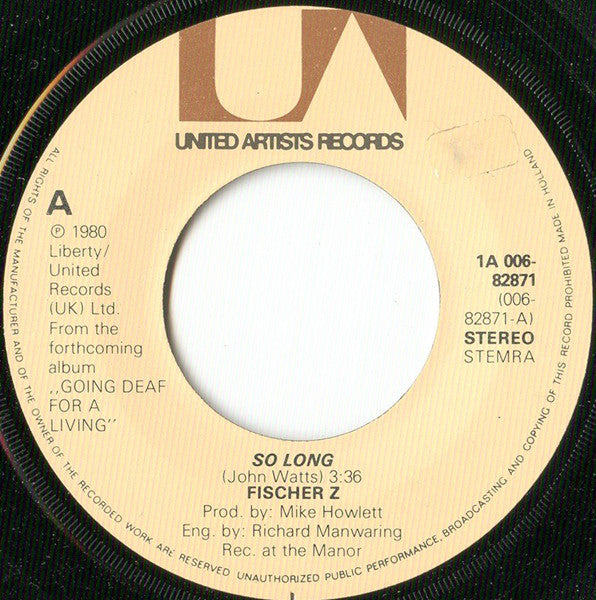 UA
UNITED ARTISTS RECORDS
A
℗ 1980
Liberty/
United
Records
(UK) Ltd.
From the
forthcoming
album
,,GOING DEAF
FOR A
LIVING’’
1A 006-
82871
(006-
82871-A)
STEREO
STEMRA
SO LONG
(John Watts) 3:36
FISCHER Z
Prod. by: Mike Howlett
Eng. by: Richard Manwaring
Rec. at the Manor
ALL RIGHTS OF THE MANUFACTURER AND OF THE OWNER OF THE RECORDED WORK ARE RESERVED UNAUTHORIZED PUBLIC PERFORMANCE, BROADCASTING AND COPYING OF THIS RECORD PROHIBITED MADE IN HOLLAND